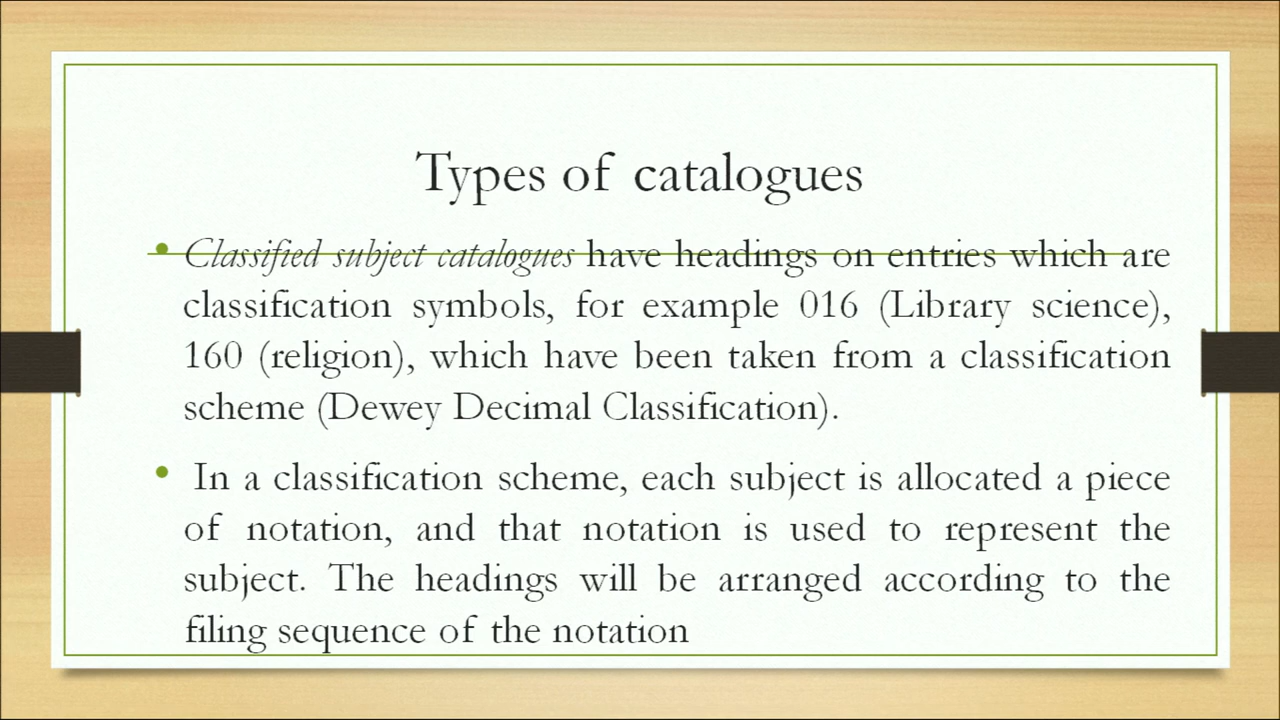 Types of catalogues
• Classified subject catalogues have headings on entries which are
classification symbols, for example 016 (Library science),
160 (religion), which have been taken from a classification
scheme (Dewey Decimal Classification).
• In a classification scheme, each subject is allocated a piece
of notation, and that notation is used to represent the
subject. The headings will be arranged according to the
filing sequence of the notation